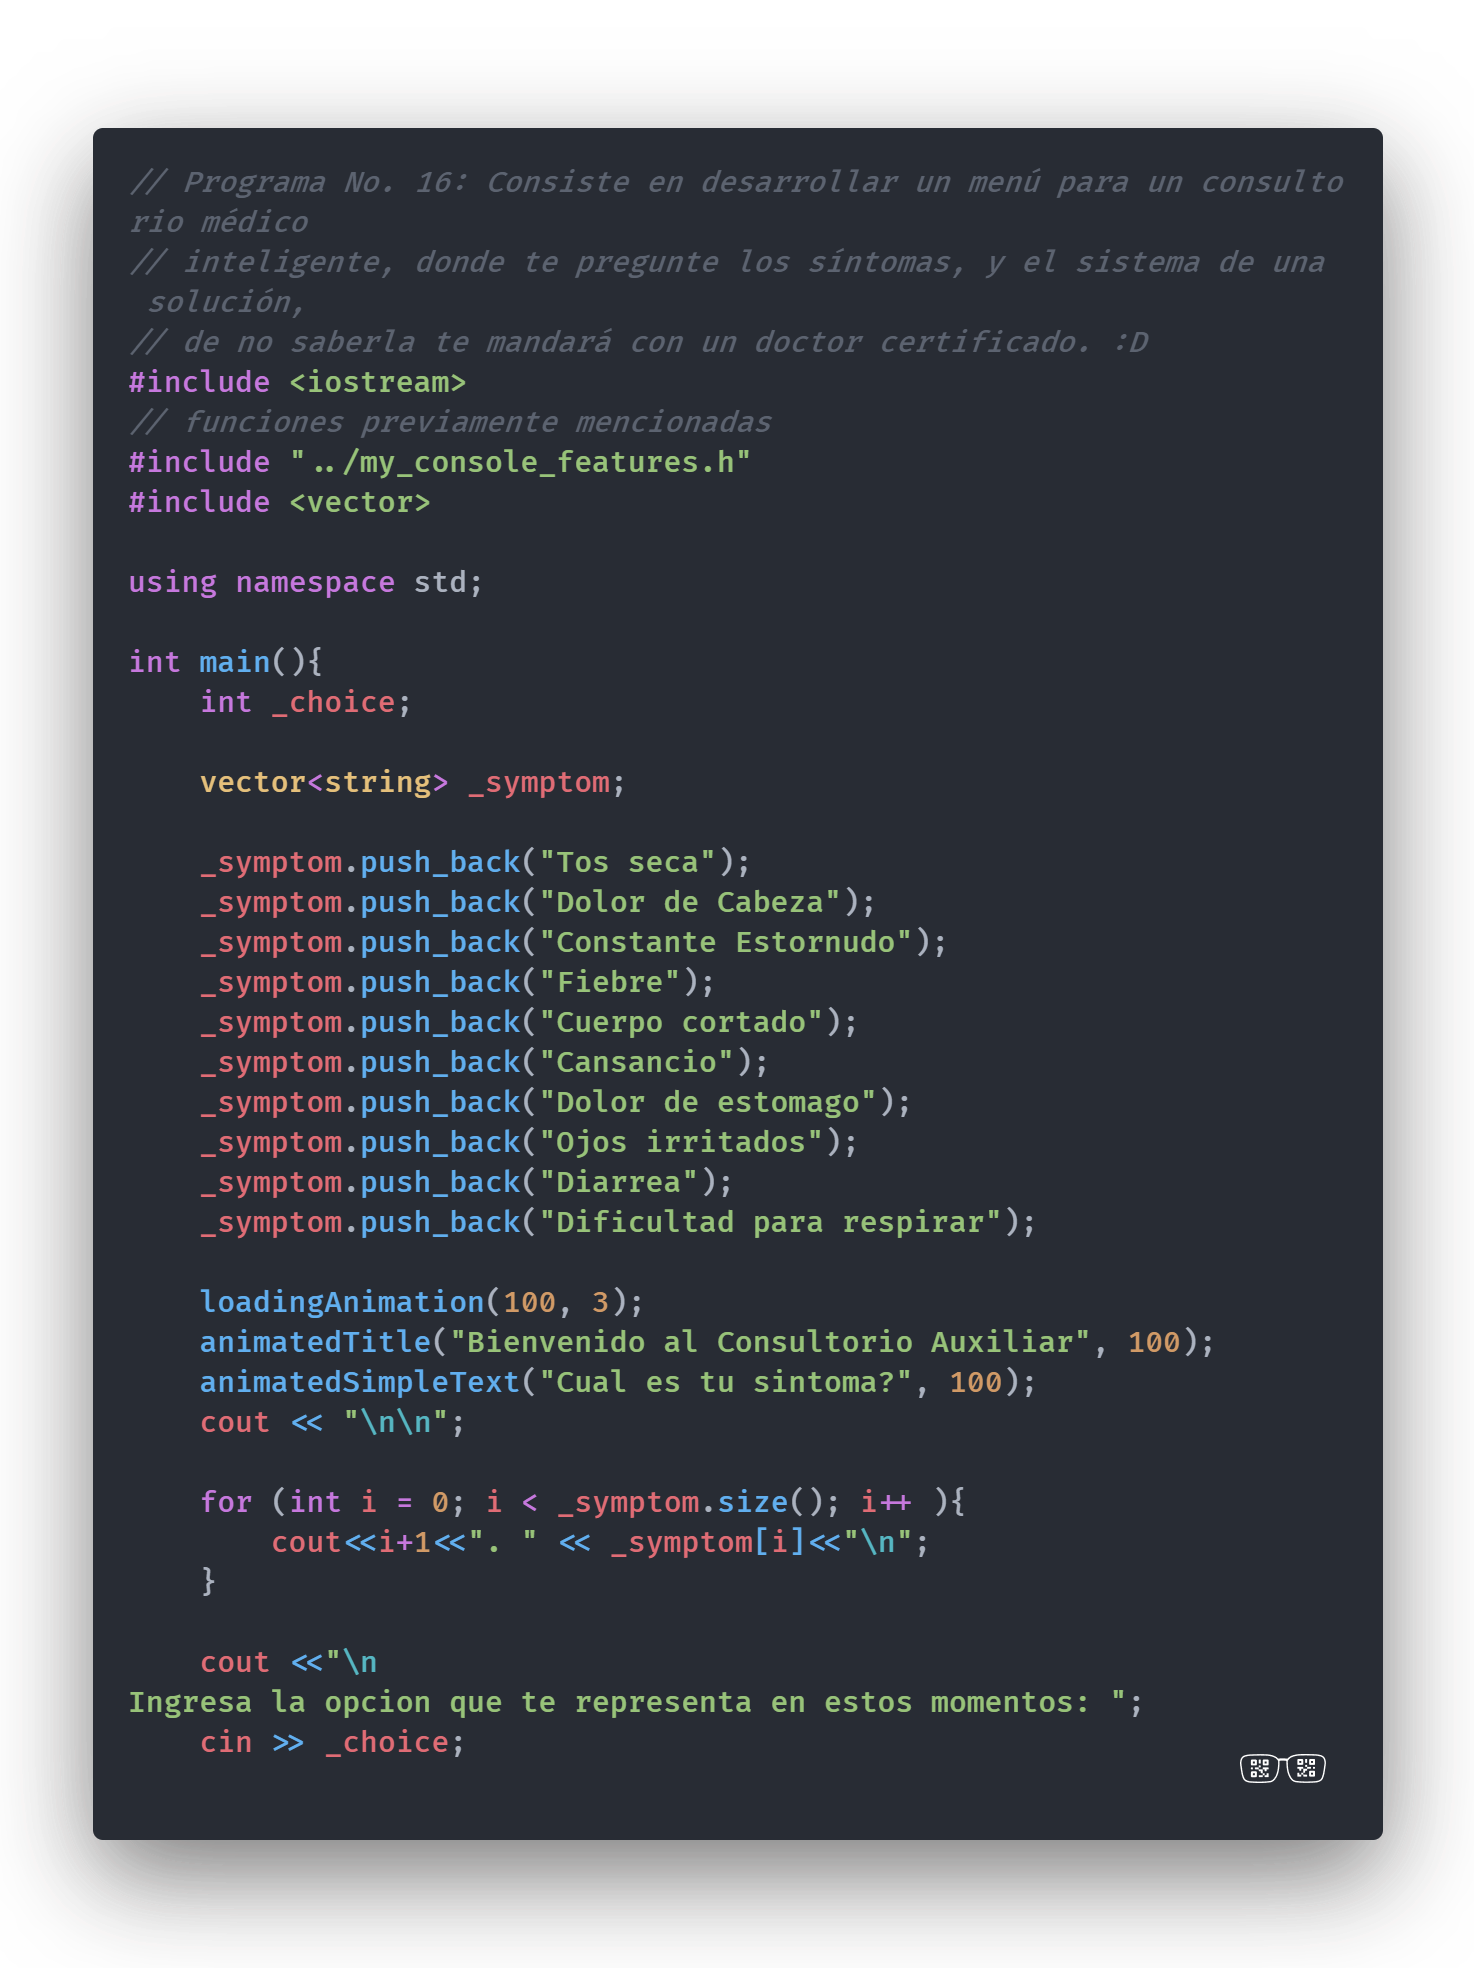 // Programa No. 16: Consiste en desarrollar un menú para un consulto
rio médico
// inteligente, donde te pregunte los síntomas, y el sistema de una
 solución,
// de no saberla te mandará con un doctor certificado. :D
#include <iostream>
// funciones previamente mencionadas
#include "../my_console_features.h"
#include <vector>

using namespace std;

int main(){
    int _choice;

    vector<string> _symptom;

    _symptom.push_back("Tos seca");
    _symptom.push_back("Dolor de Cabeza");
    _symptom.push_back("Constante Estornudo");
    _symptom.push_back("Fiebre");
    _symptom.push_back("Cuerpo cortado");
    _symptom.push_back("Cansancio");
    _symptom.push_back("Dolor de estomago");
    _symptom.push_back("Ojos irritados");
    _symptom.push_back("Diarrea");
    _symptom.push_back("Dificultad para respirar");

    loadingAnimation(100, 3);
    animatedTitle("Bienvenido al Consultorio Auxiliar", 100);
    animatedSimpleText("Cual es tu sintoma?", 100);
    cout << "\n\n";

    for (int i = 0; i < _symptom.size(); i++ ){
        cout<<i+1<<". " << _symptom[i]<<"\n";
    }

    cout <<"\n
Ingresa la opcion que te representa en estos momentos: ";
    cin >> _choice;